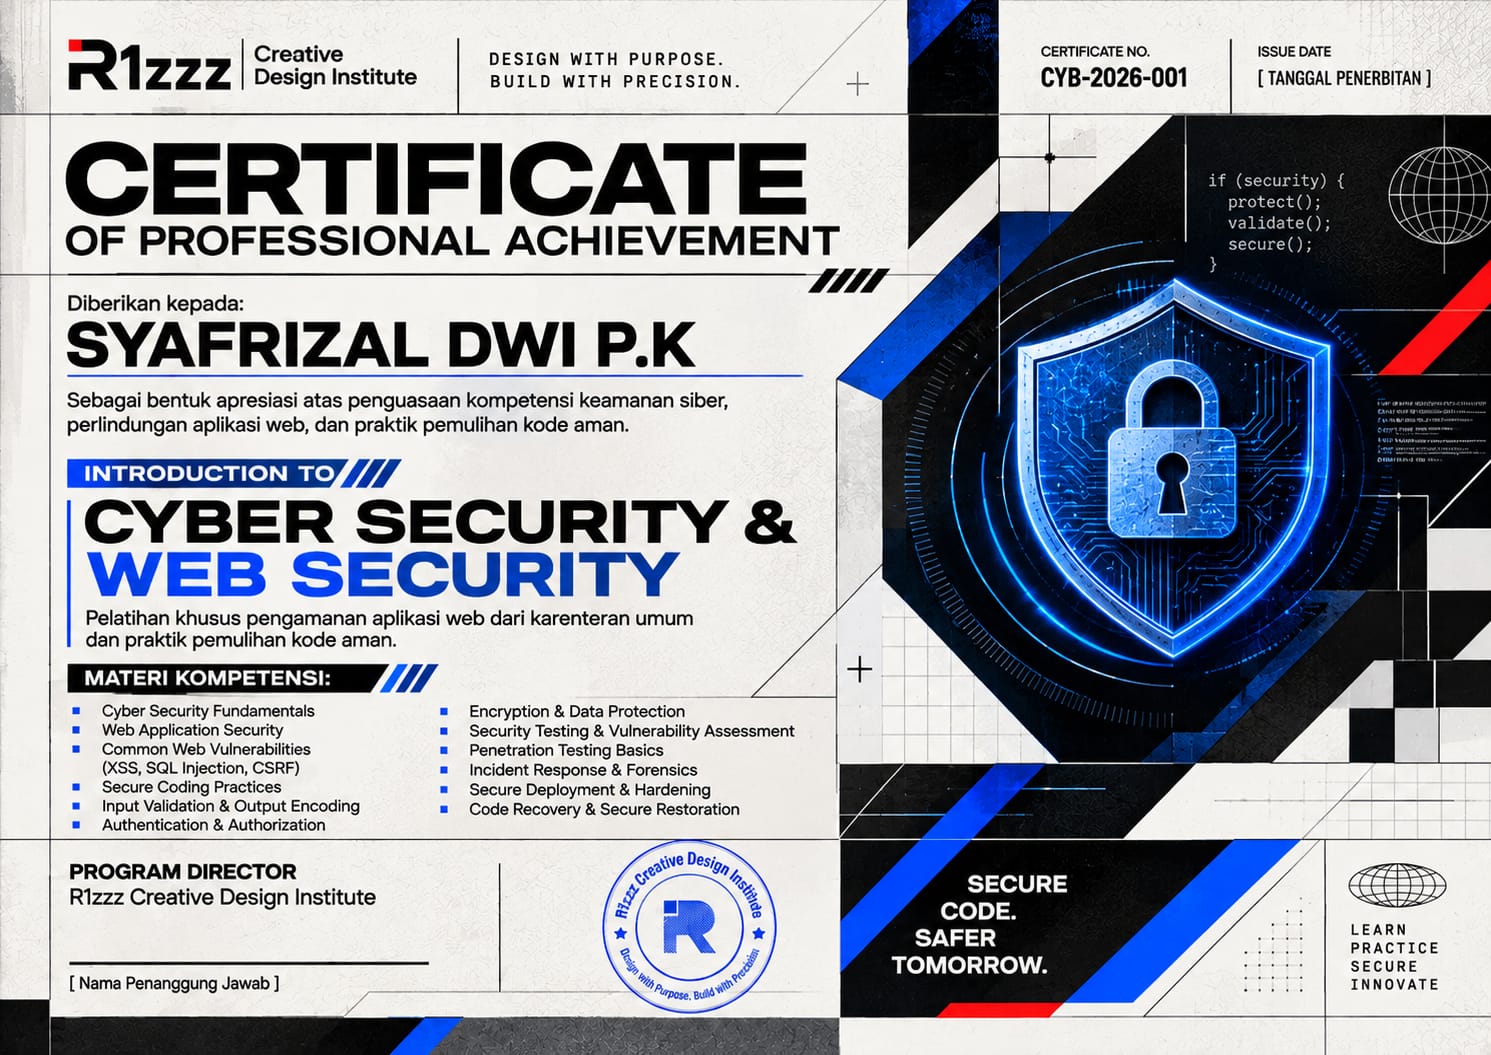 R1zzz
Creative
Design Institute
DESIGN WITH PURPOSE.
BUILD WITH PRECISION.
CERTIFICATE NO.
CYB-2026-001
ISSUE DATE
[ TANGGAL PENERBITAN ]
CERTIFICATE
OF PROFESSIONAL ACHIEVEMENT
Diberikan kepada:
SYAFRIZAL DWI P.K
Sebagai bentuk apresiasi atas penguasaan kompetensi keamanan siber,
perlindungan aplikasi web, dan praktik pemulihan kode aman.
INTRODUCTION TO
CYBER SECURITY &
WEB SECURITY
Pelatihan khusus pengamanan aplikasi web dari karenteran umum
dan praktik pemulihan kode aman.
MATERI KOMPETENSI:
Cyber Security Fundamentals
Web Application Security
Common Web Vulnerabilities
(XSS, SQL Injection, CSRF)
Secure Coding Practices
Input Validation & Output Encoding
Authentication & Authorization
Encryption & Data Protection
Security Testing & Vulnerability Assessment
Penetration Testing Basics
Incident Response & Forensics
Secure Deployment & Hardening
Code Recovery & Secure Restoration
if (security) {
protect();
validate();
secure();
}
PROGRAM DIRECTOR
R1zzz Creative Design Institute
[ Nama Penanggung Jawab ]
R1zzz Creative Design Institute
R
Design with Purpose. Build with Precision
SECURE
CODE.
SAFER
TOMORROW.
LEARN
PRACTICE
SECURE
INNOVATE